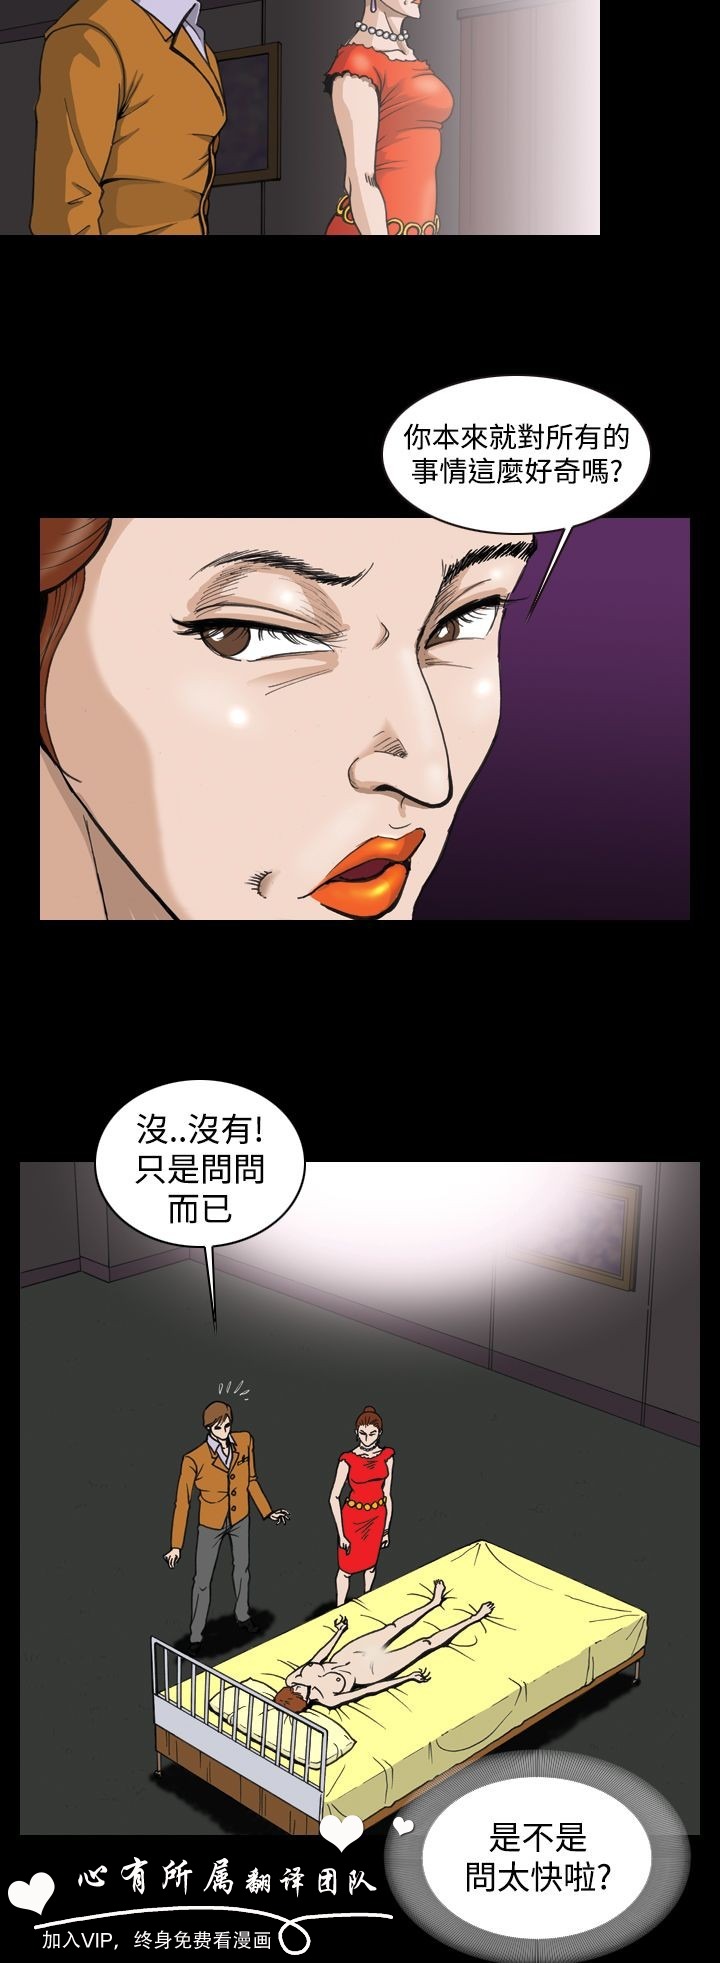 你本來就對所有的
事情這麼好奇嗎?
沒..沒有!
只是問問
而已
是不是
問太快啦?
心有所属翻译团队
加入VIP，终身免费看漫画